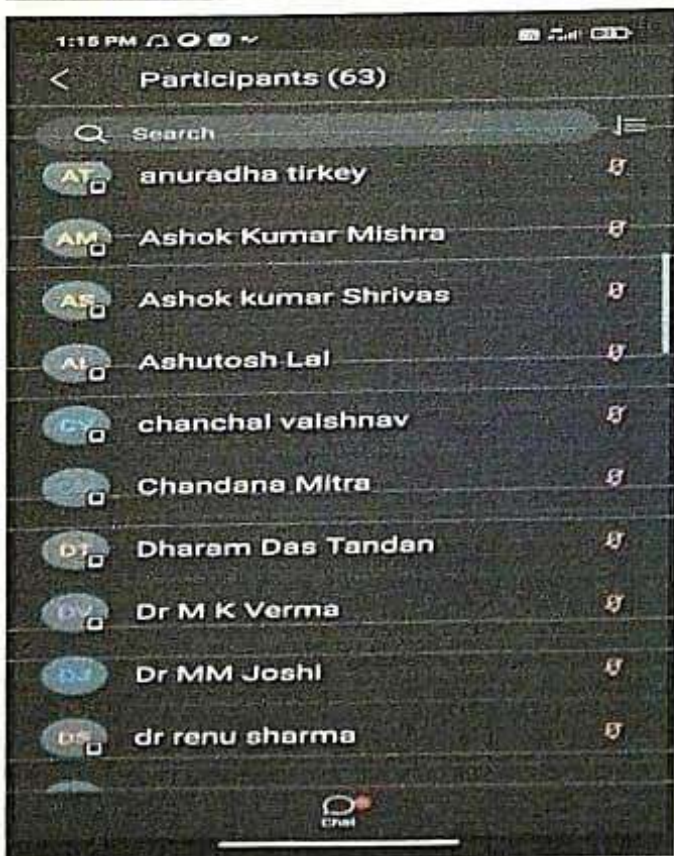 1:15 PM
Participants (63)
Search
AT anuradha tirkey
AM Ashok Kumar Mishra
AS Ashok kumar Shrivas
AL Ashutosh Lal
CV chanchal vaishnav
Chandana Mitra
DT Dharam Das Tandan
DV Dr M K Verma
DJ Dr MM Joshi
DS dr renu sharma
Chat